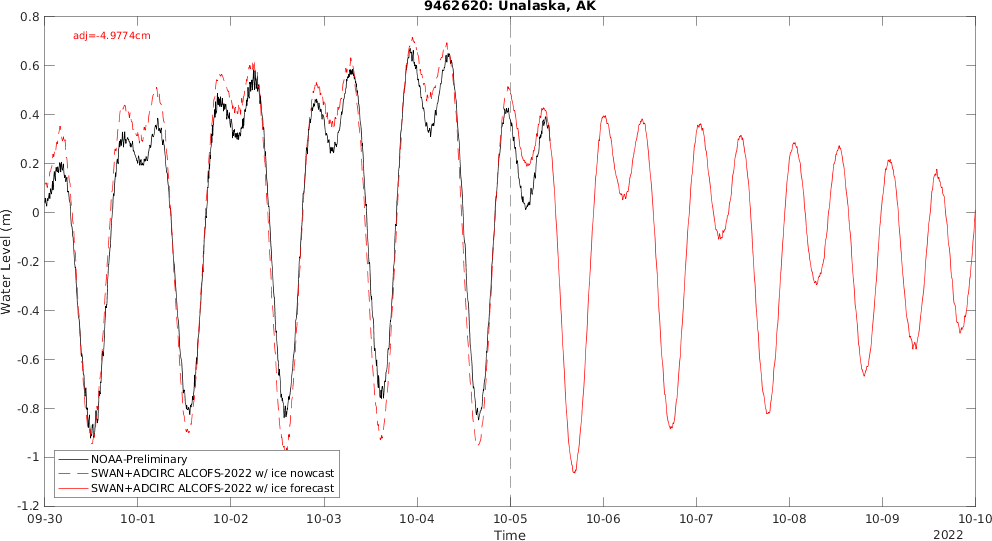 9462620: Unalaska, AK
adj=-4.9774cm
0.8
0.6
0.4
0.2
0
-0.2
-0.4
-0.6
-0.8
-1
-1.2
Water Level (m)
NOAA-Preliminary
SWAN+ADCIRC ALCOFS-2022 w/ ice nowcast
SWAN+ADCIRC ALCOFS-2022 w/ ice forecast
09-30 10-01 10-02 10-03 10-04 10-05 10-06 10-07 10-08 10-09 10-10
Time
2022